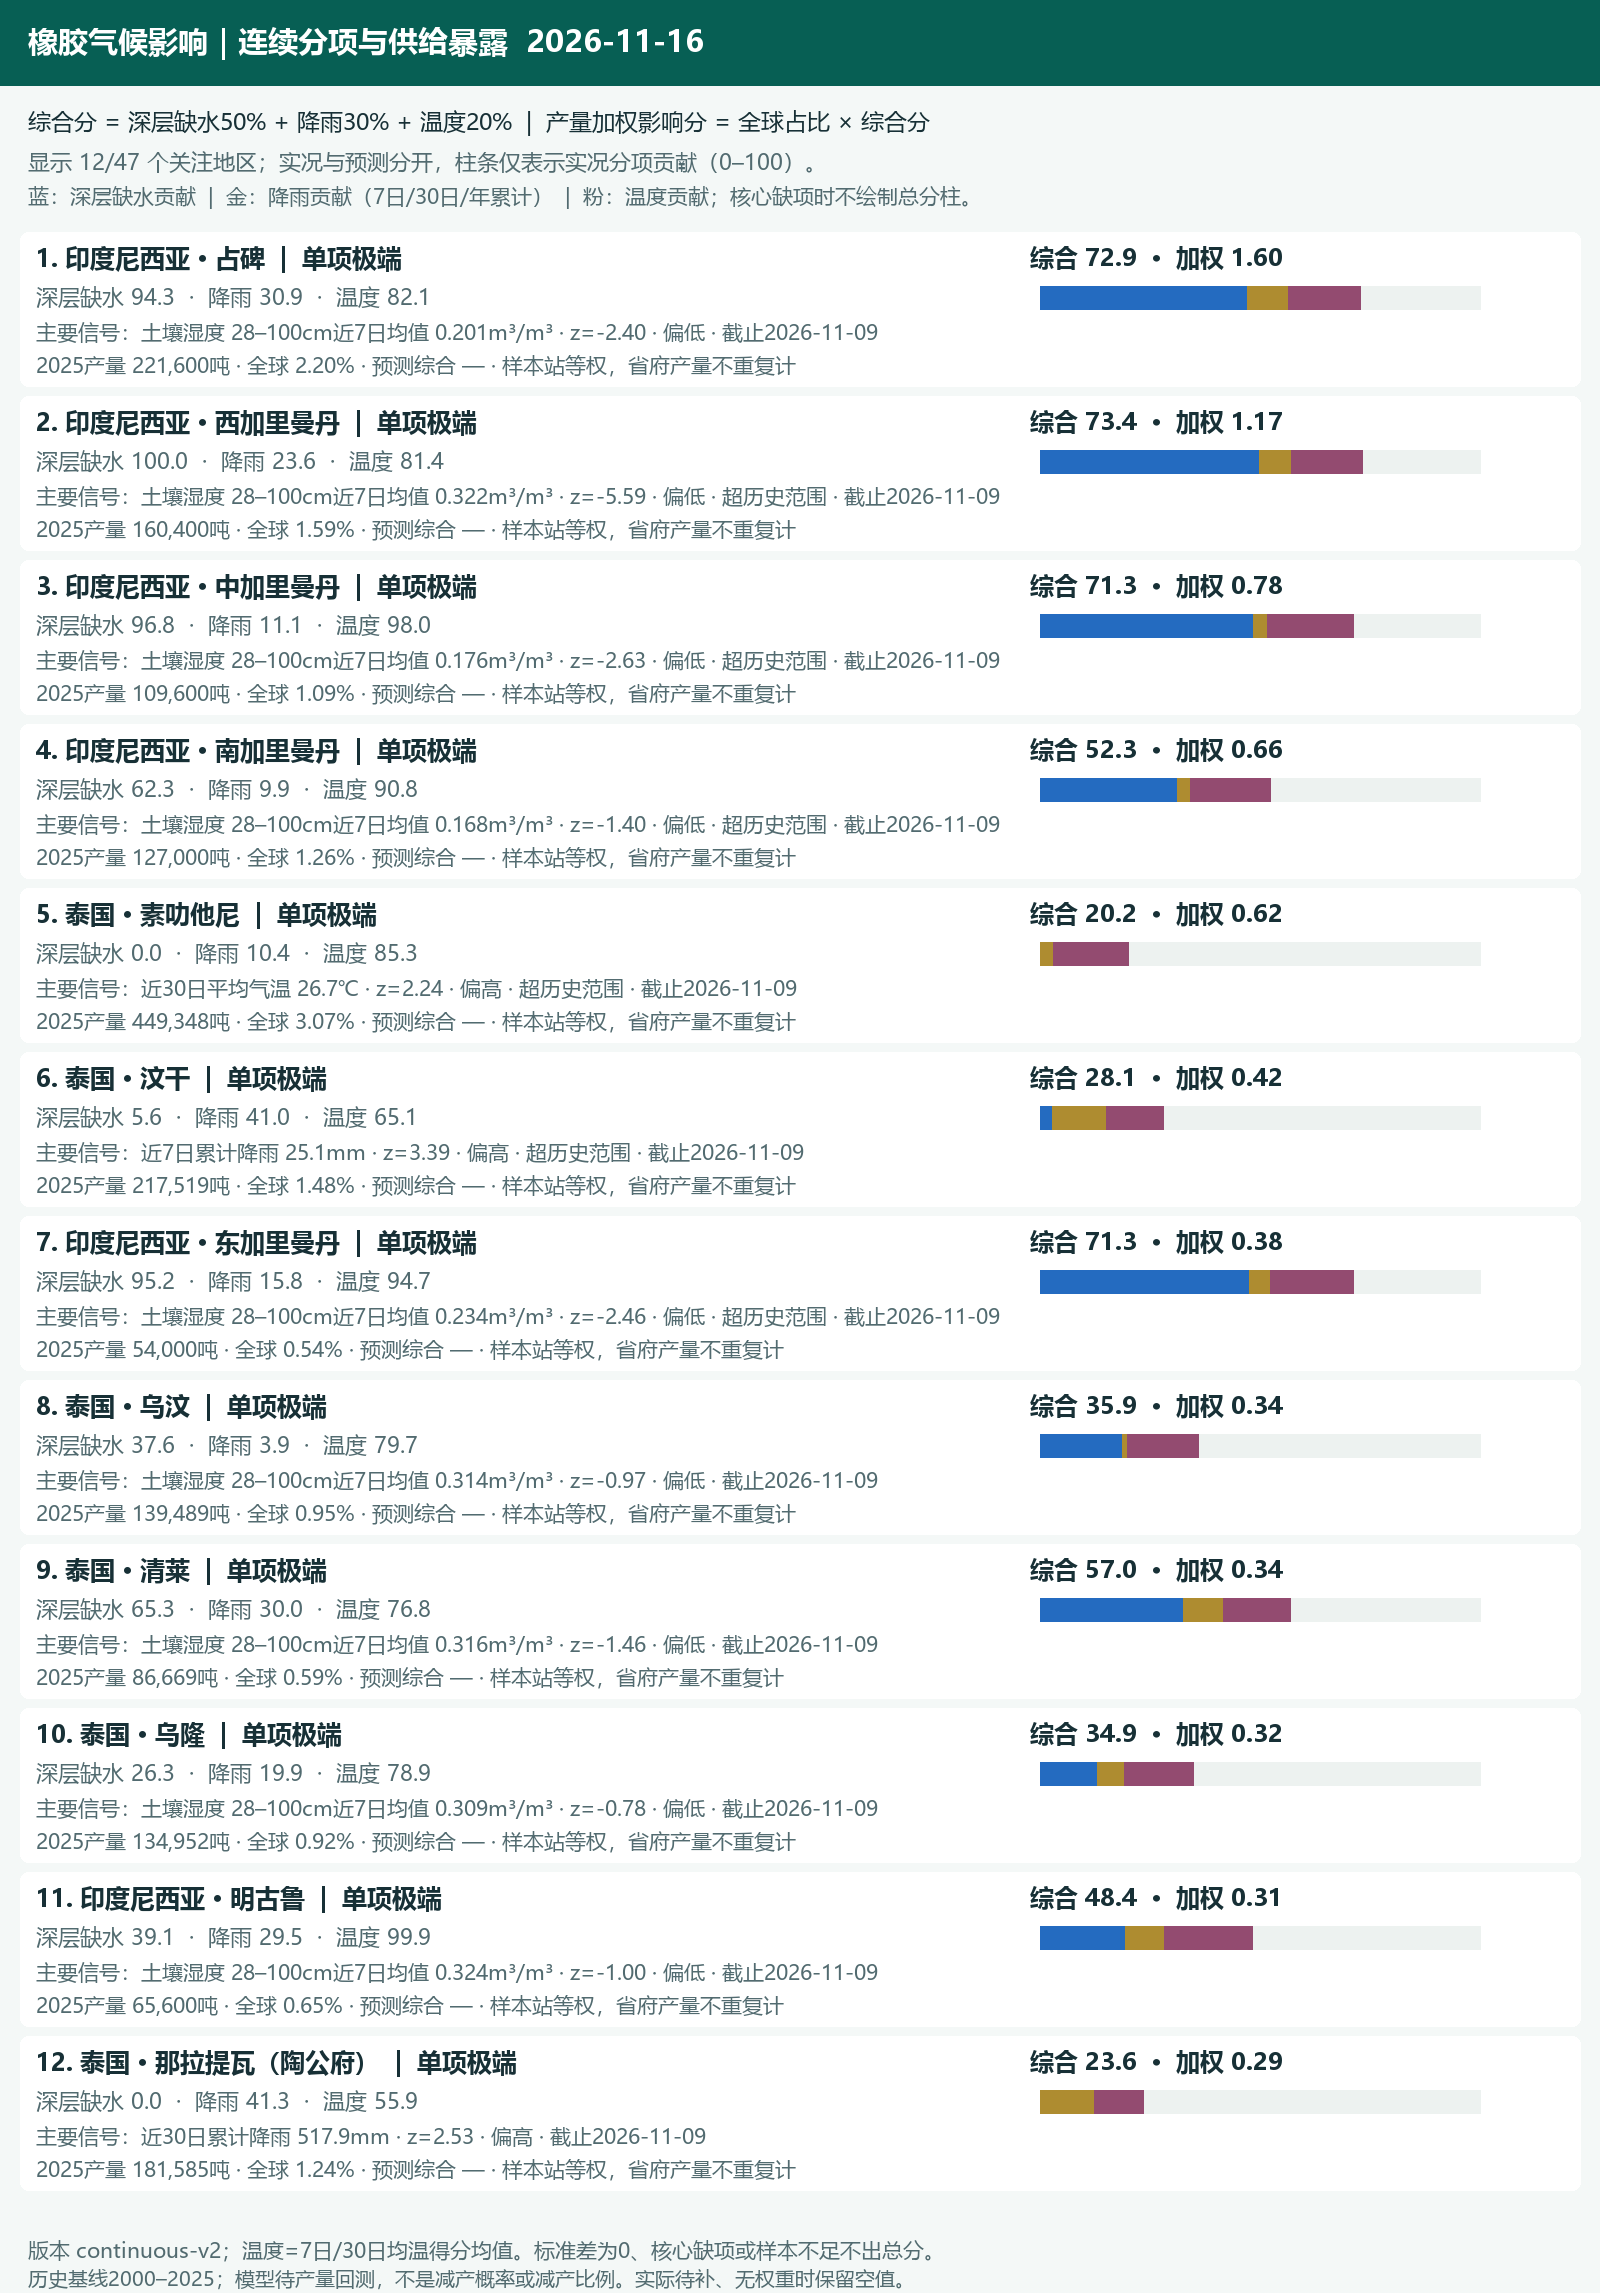 橡胶气候影响｜连续分项与供给暴露 2026-11-16
综合分 = 深层缺水50% + 降雨30% + 温度20% ｜ 产量加权影响分 = 全球占比 × 综合分
显示 12/47 个关注地区；实况与预测分开，柱条仅表示实况分项贡献（0–100）。
蓝：深层缺水贡献 ｜ 金：降雨贡献（7日/30日/年累计） ｜ 粉：温度贡献；核心缺项时不绘制总分柱。
1. 印度尼西亚 • 占碑 ｜ 单项极端
综合 72.9 • 加权 1.60
深层缺水 94.3 · 降雨 30.9 · 温度 82.1
主要信号：土壤湿度 28–100cm近7日均值 0.201m³/m³ · z=-2.40 · 偏低 · 截止2026-11-09
2025产量 221,600吨 · 全球 2.20% · 预测综合 — · 样本站等权，省府产量不重复计
2. 印度尼西亚 • 西加里曼丹 ｜ 单项极端
综合 73.4 • 加权 1.17
深层缺水 100.0 · 降雨 23.6 · 温度 81.4
主要信号：土壤湿度 28–100cm近7日均值 0.322m³/m³ · z=-5.59 · 偏低 · 超历史范围 · 截止2026-11-09
2025产量 160,400吨 · 全球 1.59% · 预测综合 — · 样本站等权，省府产量不重复计
3. 印度尼西亚 • 中加里曼丹 ｜ 单项极端
综合 71.3 • 加权 0.78
深层缺水 96.8 · 降雨 11.1 · 温度 98.0
主要信号：土壤湿度 28–100cm近7日均值 0.176m³/m³ · z=-2.63 · 偏低 · 超历史范围 · 截止2026-11-09
2025产量 109,600吨 · 全球 1.09% · 预测综合 — · 样本站等权，省府产量不重复计
4. 印度尼西亚 • 南加里曼丹 ｜ 单项极端
综合 52.3 • 加权 0.66
深层缺水 62.3 · 降雨 9.9 · 温度 90.8
主要信号：土壤湿度 28–100cm近7日均值 0.168m³/m³ · z=-1.40 · 偏低 · 超历史范围 · 截止2026-11-09
2025产量 127,000吨 · 全球 1.26% · 预测综合 — · 样本站等权，省府产量不重复计
5. 泰国 • 素叻他尼 ｜ 单项极端
综合 20.2 • 加权 0.62
深层缺水 0.0 · 降雨 10.4 · 温度 85.3
主要信号：近30日平均气温 26.7℃ · z=2.24 · 偏高 · 超历史范围 · 截止2026-11-09
2025产量 449,348吨 · 全球 3.07% · 预测综合 — · 样本站等权，省府产量不重复计
6. 泰国 • 汶干 ｜ 单项极端
综合 28.1 • 加权 0.42
深层缺水 5.6 · 降雨 41.0 · 温度 65.1
主要信号：近7日累计降雨 25.1mm · z=3.39 · 偏高 · 超历史范围 · 截止2026-11-09
2025产量 217,519吨 · 全球 1.48% · 预测综合 — · 样本站等权，省府产量不重复计
7. 印度尼西亚 • 东加里曼丹 ｜ 单项极端
综合 71.3 • 加权 0.38
深层缺水 95.2 · 降雨 15.8 · 温度 94.7
主要信号：土壤湿度 28–100cm近7日均值 0.234m³/m³ · z=-2.46 · 偏低 · 超历史范围 · 截止2026-11-09
2025产量 54,000吨 · 全球 0.54% · 预测综合 — · 样本站等权，省府产量不重复计
8. 泰国 • 乌汶 ｜ 单项极端
综合 35.9 • 加权 0.34
深层缺水 37.6 · 降雨 3.9 · 温度 79.7
主要信号：土壤湿度 28–100cm近7日均值 0.314m³/m³ · z=-0.97 · 偏低 · 截止2026-11-09
2025产量 139,489吨 · 全球 0.95% · 预测综合 — · 样本站等权，省府产量不重复计
9. 泰国 • 清莱 ｜ 单项极端
综合 57.0 • 加权 0.34
深层缺水 65.3 · 降雨 30.0 · 温度 76.8
主要信号：土壤湿度 28–100cm近7日均值 0.316m³/m³ · z=-1.46 · 偏低 · 截止2026-11-09
2025产量 86,669吨 · 全球 0.59% · 预测综合 — · 样本站等权，省府产量不重复计
10. 泰国 • 乌隆 ｜ 单项极端
综合 34.9 • 加权 0.32
深层缺水 26.3 · 降雨 19.9 · 温度 78.9
主要信号：土壤湿度 28–100cm近7日均值 0.309m³/m³ · z=-0.78 · 偏低 · 截止2026-11-09
2025产量 134,952吨 · 全球 0.92% · 预测综合 — · 样本站等权，省府产量不重复计
11. 印度尼西亚 • 明古鲁 ｜ 单项极端
综合 48.4 • 加权 0.31
深层缺水 39.1 · 降雨 29.5 · 温度 99.9
主要信号：土壤湿度 28–100cm近7日均值 0.324m³/m³ · z=-1.00 · 偏低 · 截止2026-11-09
2025产量 65,600吨 · 全球 0.65% · 预测综合 — · 样本站等权，省府产量不重复计
12. 泰国 • 那拉提瓦（陶公府） ｜ 单项极端
综合 23.6 • 加权 0.29
深层缺水 0.0 · 降雨 41.3 · 温度 55.9
主要信号：近30日累计降雨 517.9mm · z=2.53 · 偏高 · 截止2026-11-09
2025产量 181,585吨 · 全球 1.24% · 预测综合 — · 样本站等权，省府产量不重复计
版本 continuous-v2；温度=7日/30日均温得分均值。标准差为0、核心缺项或样本不足不出总分。
历史基线2000–2025；模型待产量回测，不是减产概率或减产比例。实际待补、无权重时保留空值。